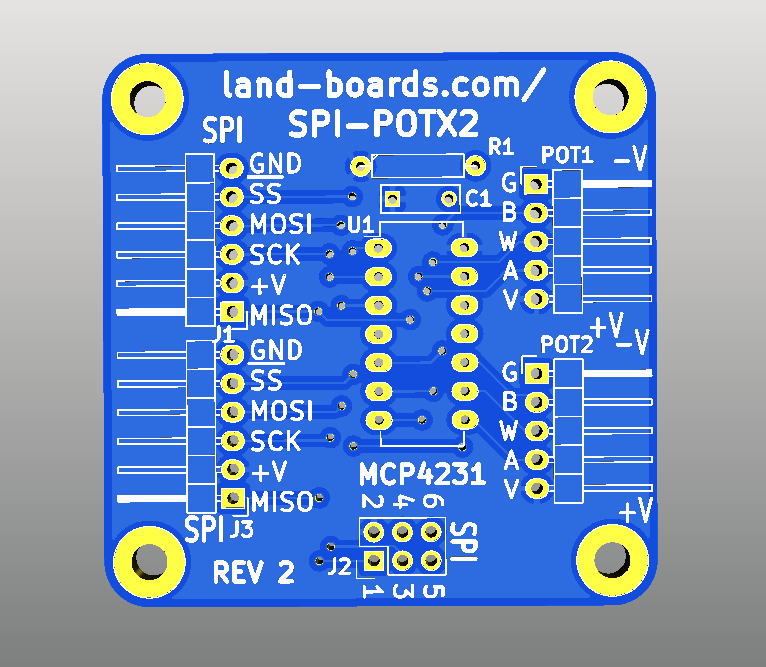 land-boards.com/
SPI-POTX2
SPI
R1
POT1
-V
GND
SS
MOSI
SCK
+V
MISO
J1
C1
U1
G
B
W
A
V
+V
-V
POT2
GND
SS
MOSI
SCK
+V
MISO
SPI
J3
G
B
W
A
V
+V
MCP4231
2 4 6
SPI
J2
1 3 5
REV 2